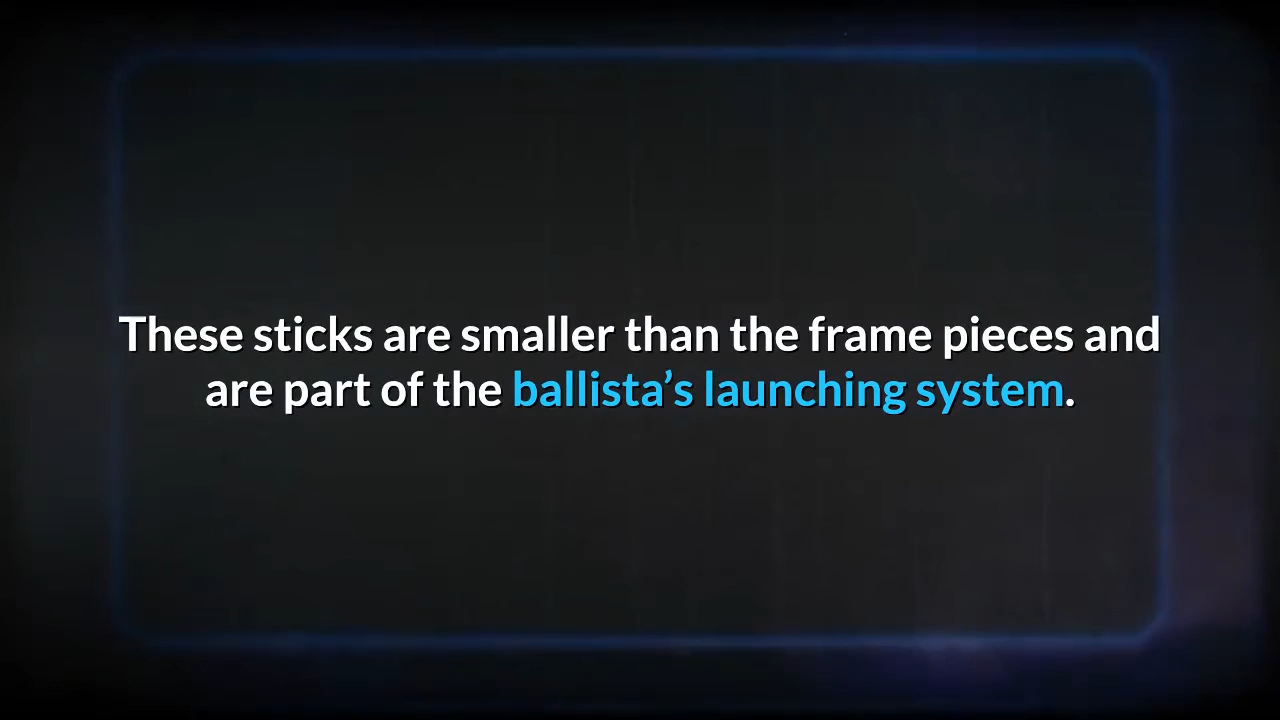 These sticks are smaller than the frame pieces and
are part of the ballista’s launching system.